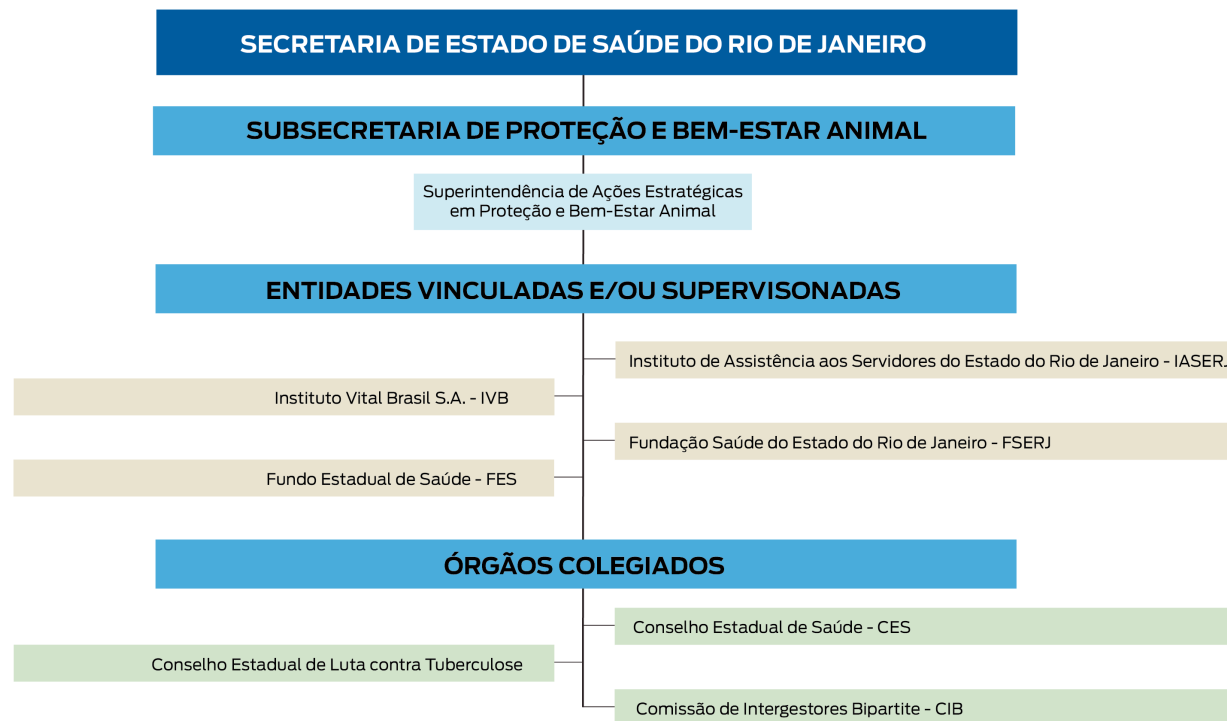 SECRETARIA DE ESTADO DE SAÚDE DO RIO DE JANEIRO
SUBSECRETARIA DE PROTEÇÃO E BEM-ESTAR ANIMAL
Superintendência de Ações Estratégicas
em Proteção e Bem-Estar Animal
ENTIDADES VINCULADAS E/OU SUPERVISONADAS
Instituto de Assistência aos Servidores do Estado do Rio de Janeiro - IASERJ
Instituto Vital Brasil S.A. - IVB
Fundação Saúde do Estado do Rio de Janeiro - FSERJ
Fundo Estadual de Saúde - FES
ÓRGÃOS COLEGIADOS
Conselho Estadual de Saúde - CES
Conselho Estadual de Luta contra Tuberculose
Comissão de Intergestores Bipartite - CIB